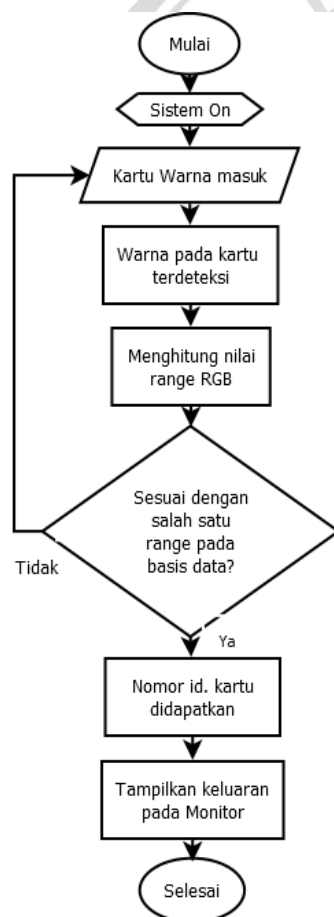 Mulai
Sistem On
Kartu Warna masuk
Warna pada kartu
terdeteksi
Menghitung nilai
range RGB
Sesuai dengan
salah satu
range pada
basis data?
Tidak
Ya
Nomor id. kartu
didapatkan
Tampilkan keluaran
pada Monitor
Selesai